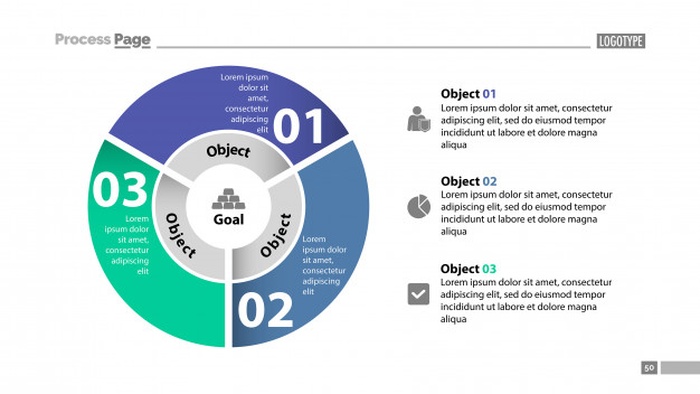 Process Page
LOGOTYPE
Lorem ipsum
dolor sit
amet,
consectetur
adipiscing
elit
01
Object
03
Lorem
ipsum dolor
sit amet,
consectetur
adipiscing
elit
Object
Goal
Object
Lorem
ipsum dolor
sit amet,
consectetur
adipiscing
elit
02
Object 01
Lorem ipsum dolor sit amet, consectetur
adipiscing elit, sed do eiusmod tempor
incididunt ut labore et dolore magna
aliqua
Object 02
Lorem ipsum dolor sit amet, consectetur
adipiscing elit, sed do eiusmod tempor
incididunt ut labore et dolore magna
aliqua
Object 03
Lorem ipsum dolor sit amet, consectetur
adipiscing elit, sed do eiusmod tempor
incididunt ut labore et dolore magna
aliqua
50